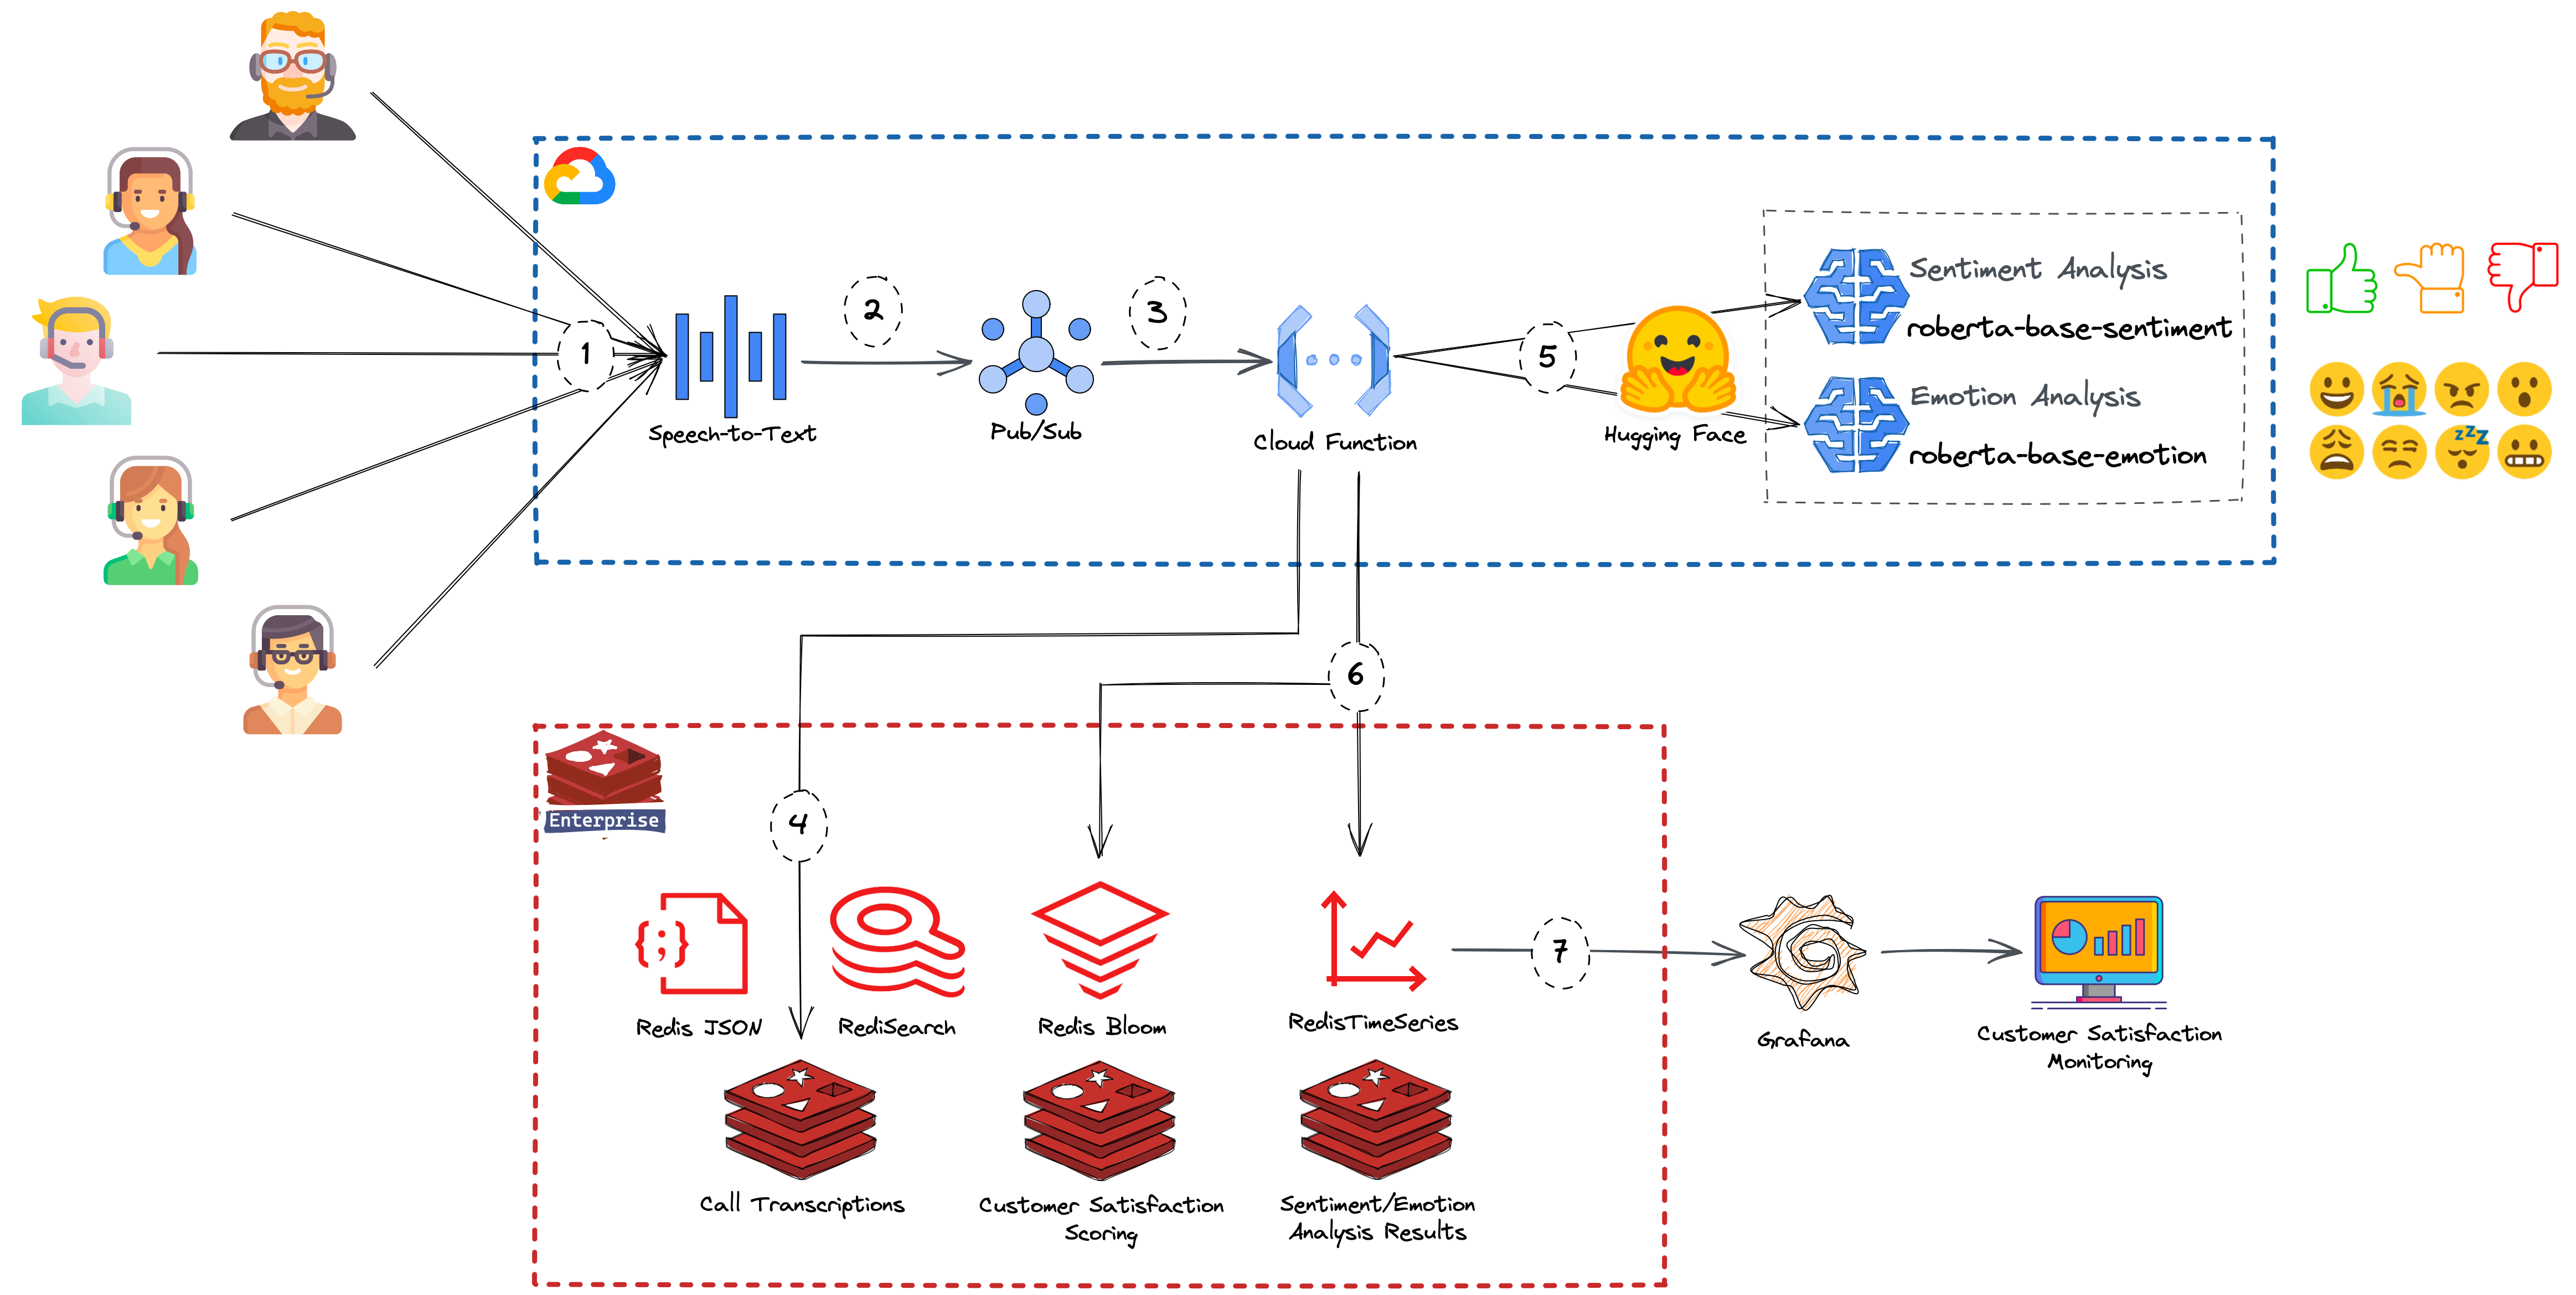 1
Speech-to-Text
2
Pub/Sub
3
Cloud Function
5
Hugging Face
Sentiment Analysis
roberta-base-sentiment
Emotion Analysis
roberta-base-emotion
zzz
6
Enterprise
4
Redis JSON
RediSearch
Redis Bloom
RedisTimeSeries
7
Grafana
Customer Satisfaction
Monitoring
Call Transcriptions
Customer Satisfaction
Scoring
Sentiment/Emotion
Analysis Results